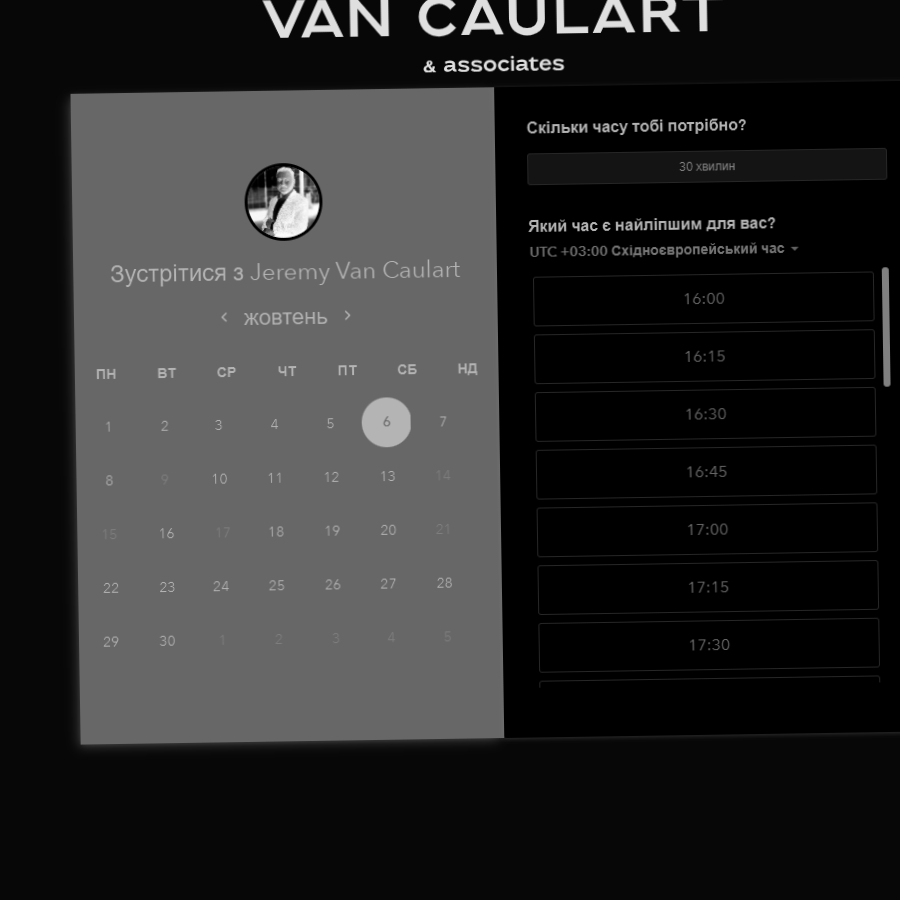 VAN CAULART
& associates
Зустрітися з Jeremy Van Caulart
‹ жовтень ›
ПН ВТ СР ЧТ ПТ СБ НД
1 2 3 4 5 6 7
8 9 10 11 12 13 14
15 16 17 18 19 20 21
22 23 24 25 26 27 28
29 30 1 2 3 4 5
Скільки часу тобі потрібно?
30 хвилин
Який час є найліпшим для вас?
UTC +03:00 Східноєвропейський час
16:00
16:15
16:30
16:45
17:00
17:15
17:30